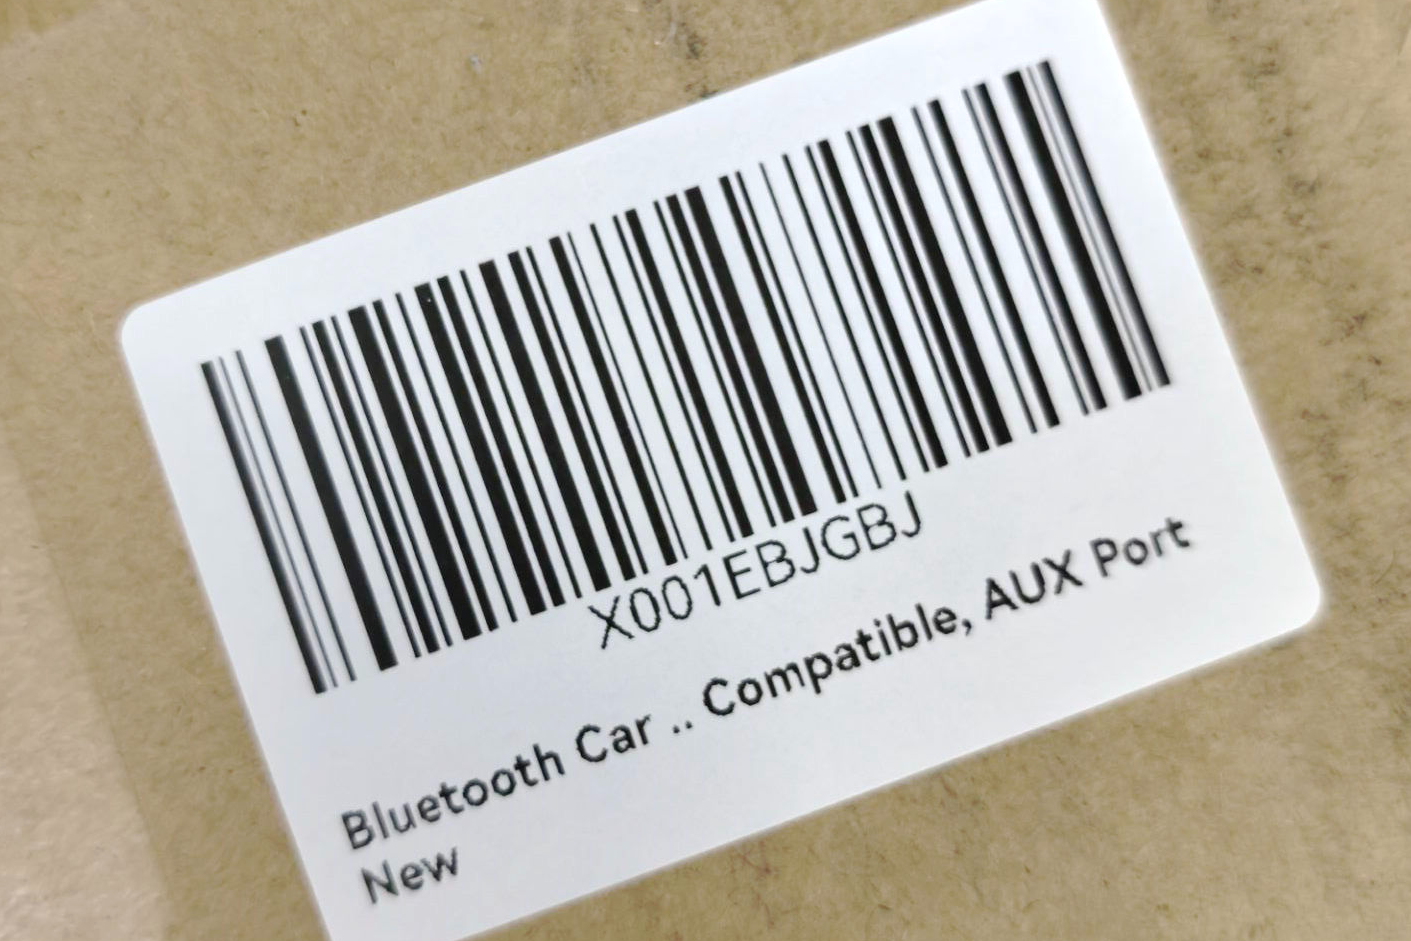 X001EBJGBJ
Bluetooth Car .. Compatible, AUX Port
New